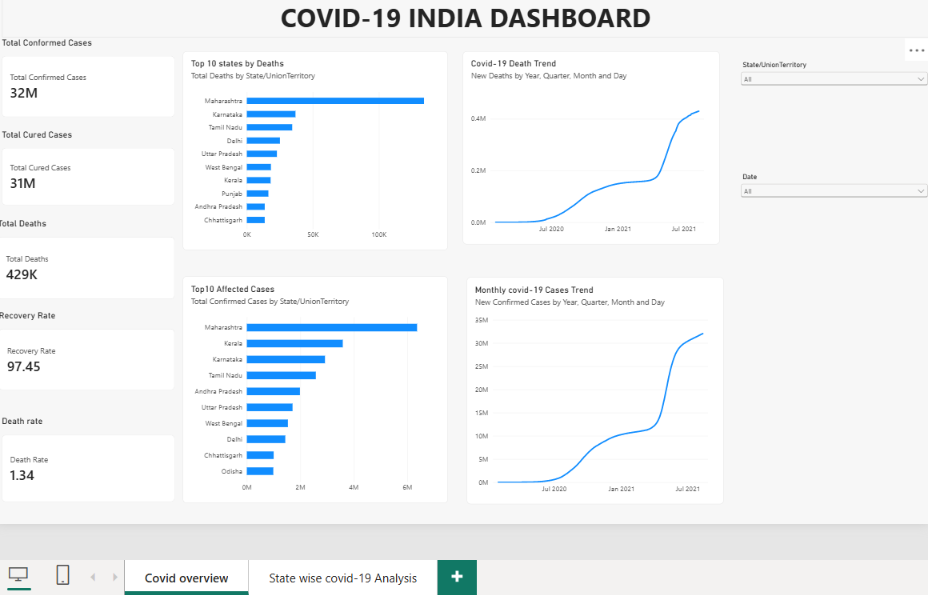 COVID-19 INDIA DASHBOARD
Total Conformed Cases
Total Confirmed Cases
32M
Total Cured Cases
Total Cured Cases
31M
Total Deaths
Total Deaths
429K
Recovery Rate
Recovery Rate
97.45
Death rate
Death Rate
1.34
Top 10 states by Deaths
Total Deaths by State/UnionTerritory
Maharashtra
Karnataka
Tamil Nadu
Delhi
Uttar Pradesh
West Bengal
Kerala
Punjab
Andhra Pradesh
Chhattisgarh
0K 50K 100K
Covid-19 Death Trend
New Deaths by Year, Quarter, Month and Day
0.4M
0.2M
0.0M
Jul 2020 Jan 2021 Jul 2021
State/UnionTerritory
All
Date
All
Top10 Affected Cases
Total Confirmed Cases by State/UnionTerritory
Maharashtra
Kerala
Karnataka
Tamil Nadu
Andhra Pradesh
Uttar Pradesh
West Bengal
Delhi
Chhattisgarh
Odisha
0M 2M 4M 6M
Monthly covid-19 Cases Trend
New Confirmed Cases by Year, Quarter, Month and Day
35M
30M
25M
20M
15M
10M
5M
0M
Jul 2020 Jan 2021 Jul 2021
Covid overview
State wise covid-19 Analysis